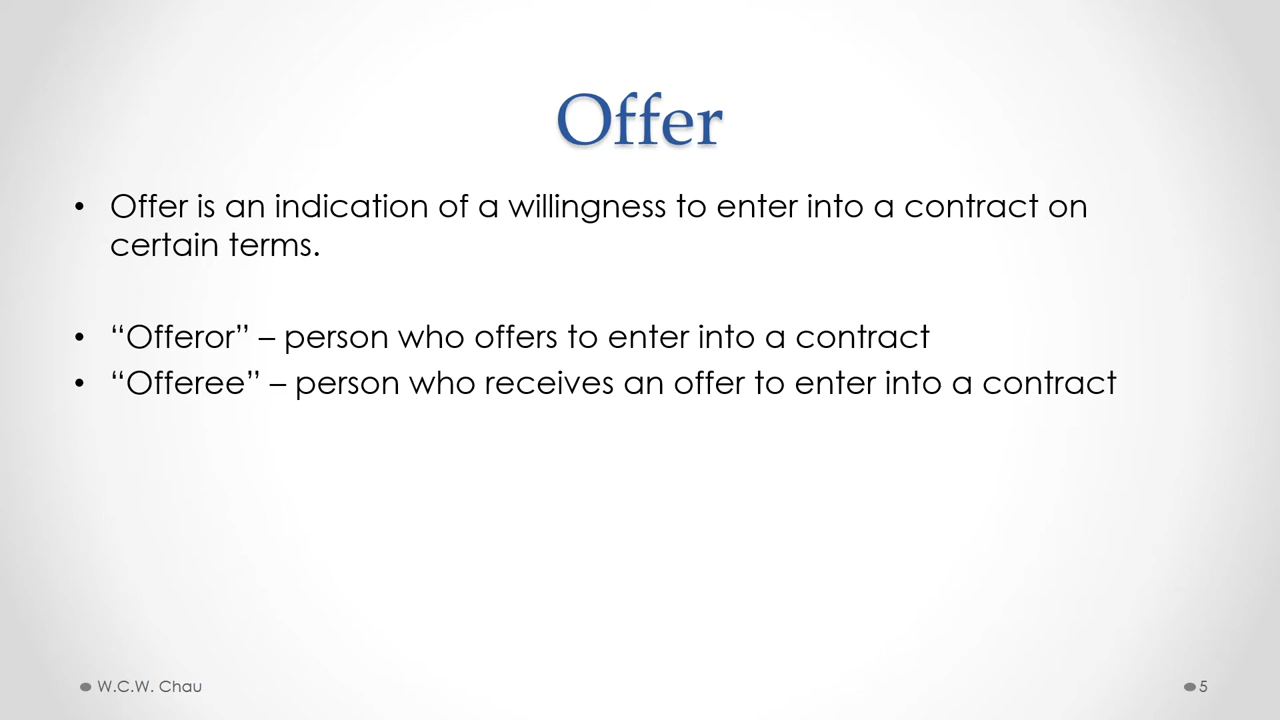 Offer
• Offer is an indication of a willingness to enter into a contract on
certain terms.
• “Offeror” – person who offers to enter into a contract
• “Offeree” – person who receives an offer to enter into a contract
W.C.W. Chau
5